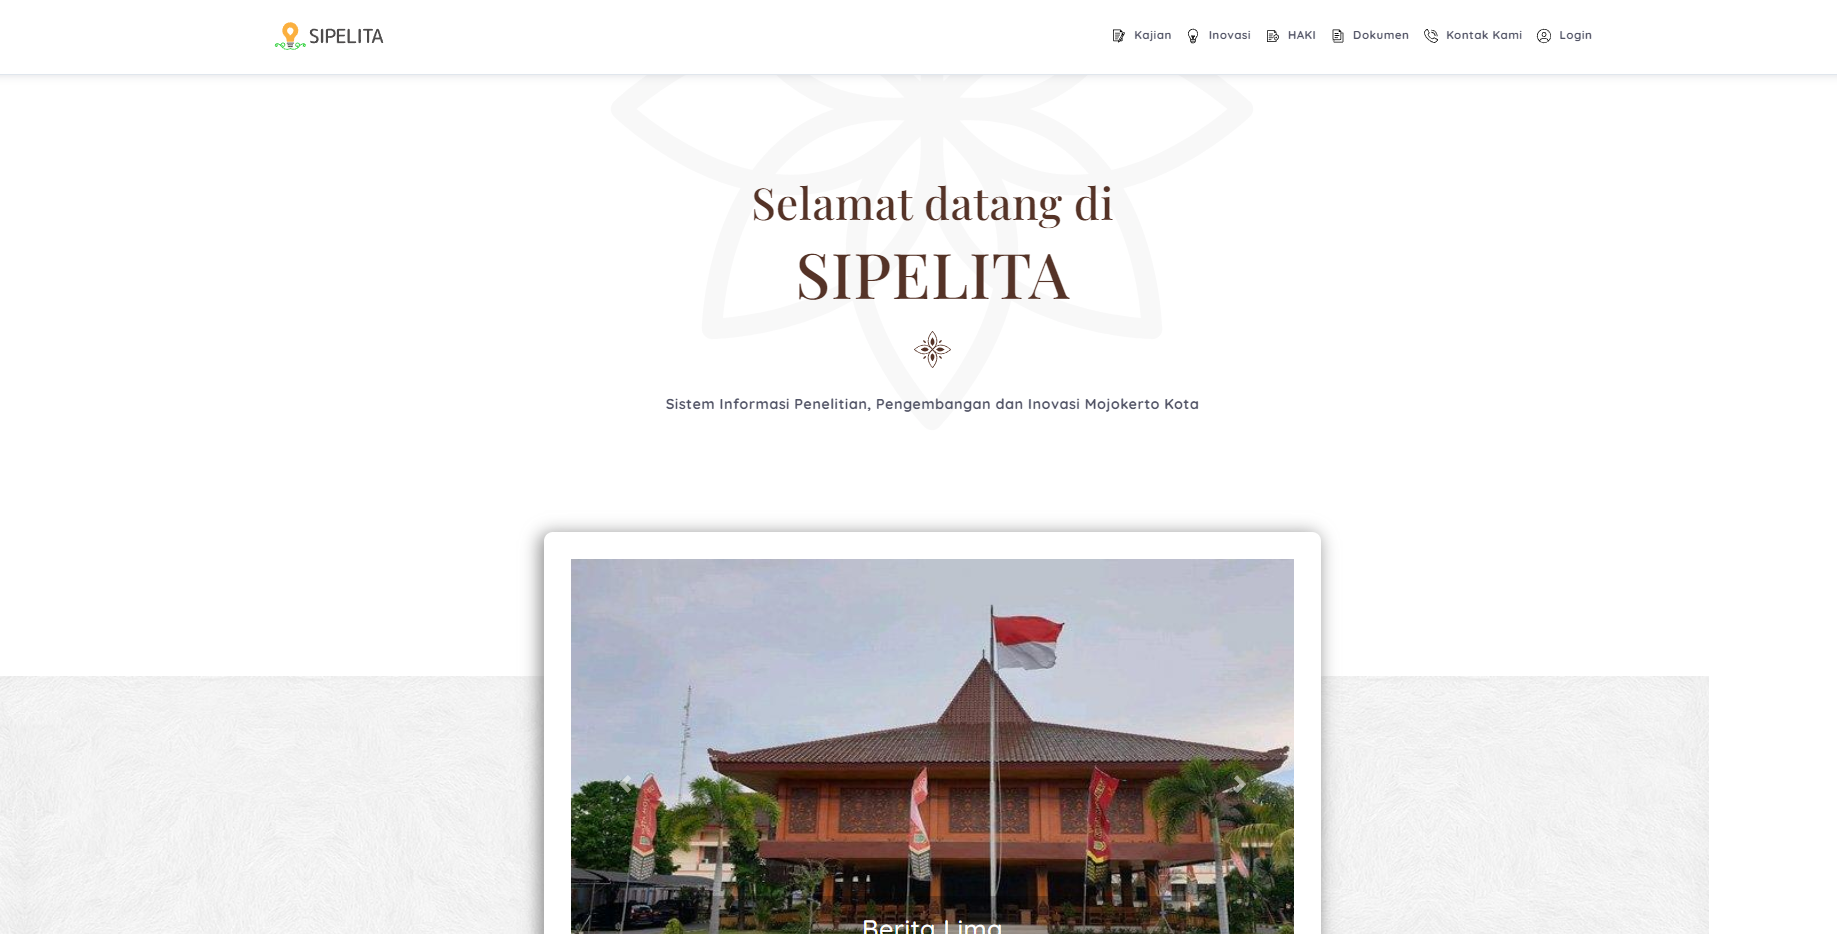 SIPELITA
Kajian
Inovasi
HAKI
Dokumen
Kontak Kami
Login
Selamat datang di
SIPELITA
Sistem Informasi Penelitian, Pengembangan dan Inovasi Mojokerto Kota
Berita Lima